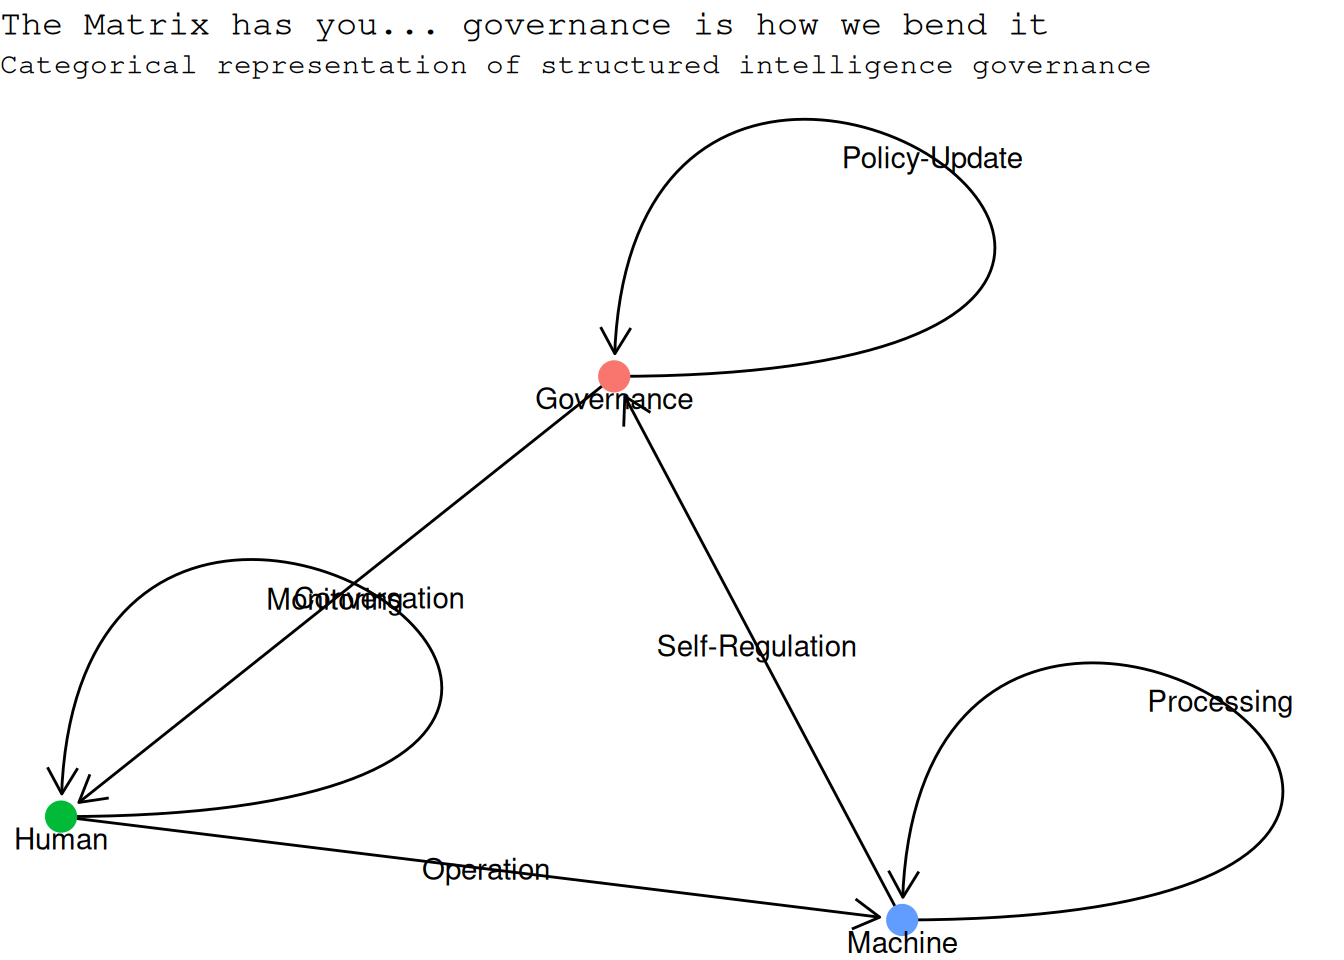 The Matrix has you... governance is how we bend it
Categorical representation of structured intelligence governance
Policy-Update
Governance
Monitoring
Conversation
Self-Regulation
Processing
Human
Operation
Machine